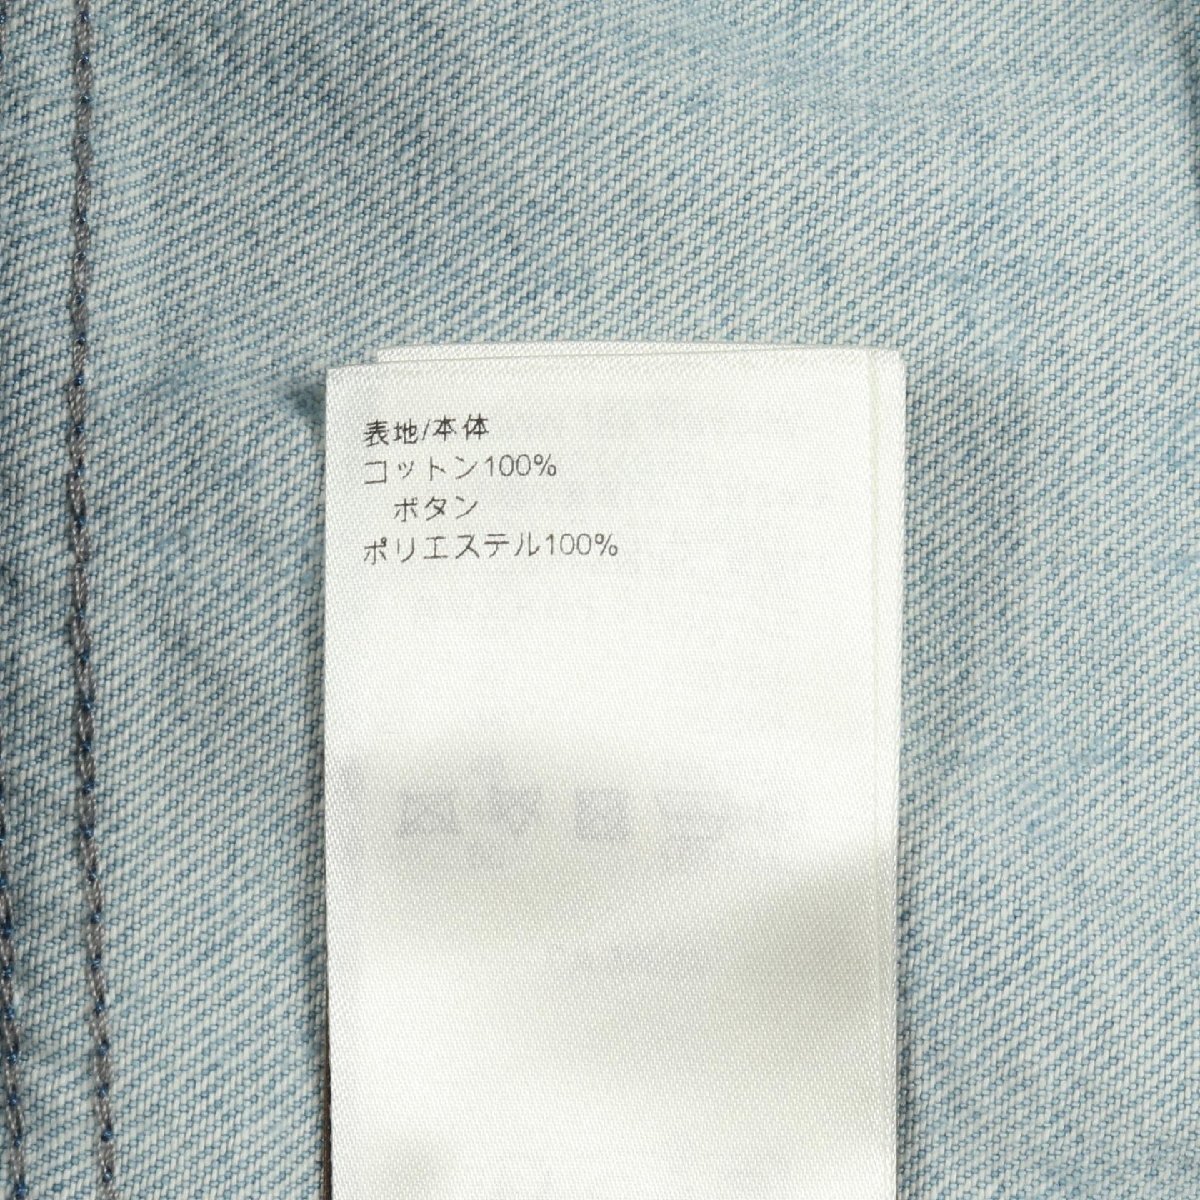 表地/本体
コットン100%
ボタン
ポリエステル100%